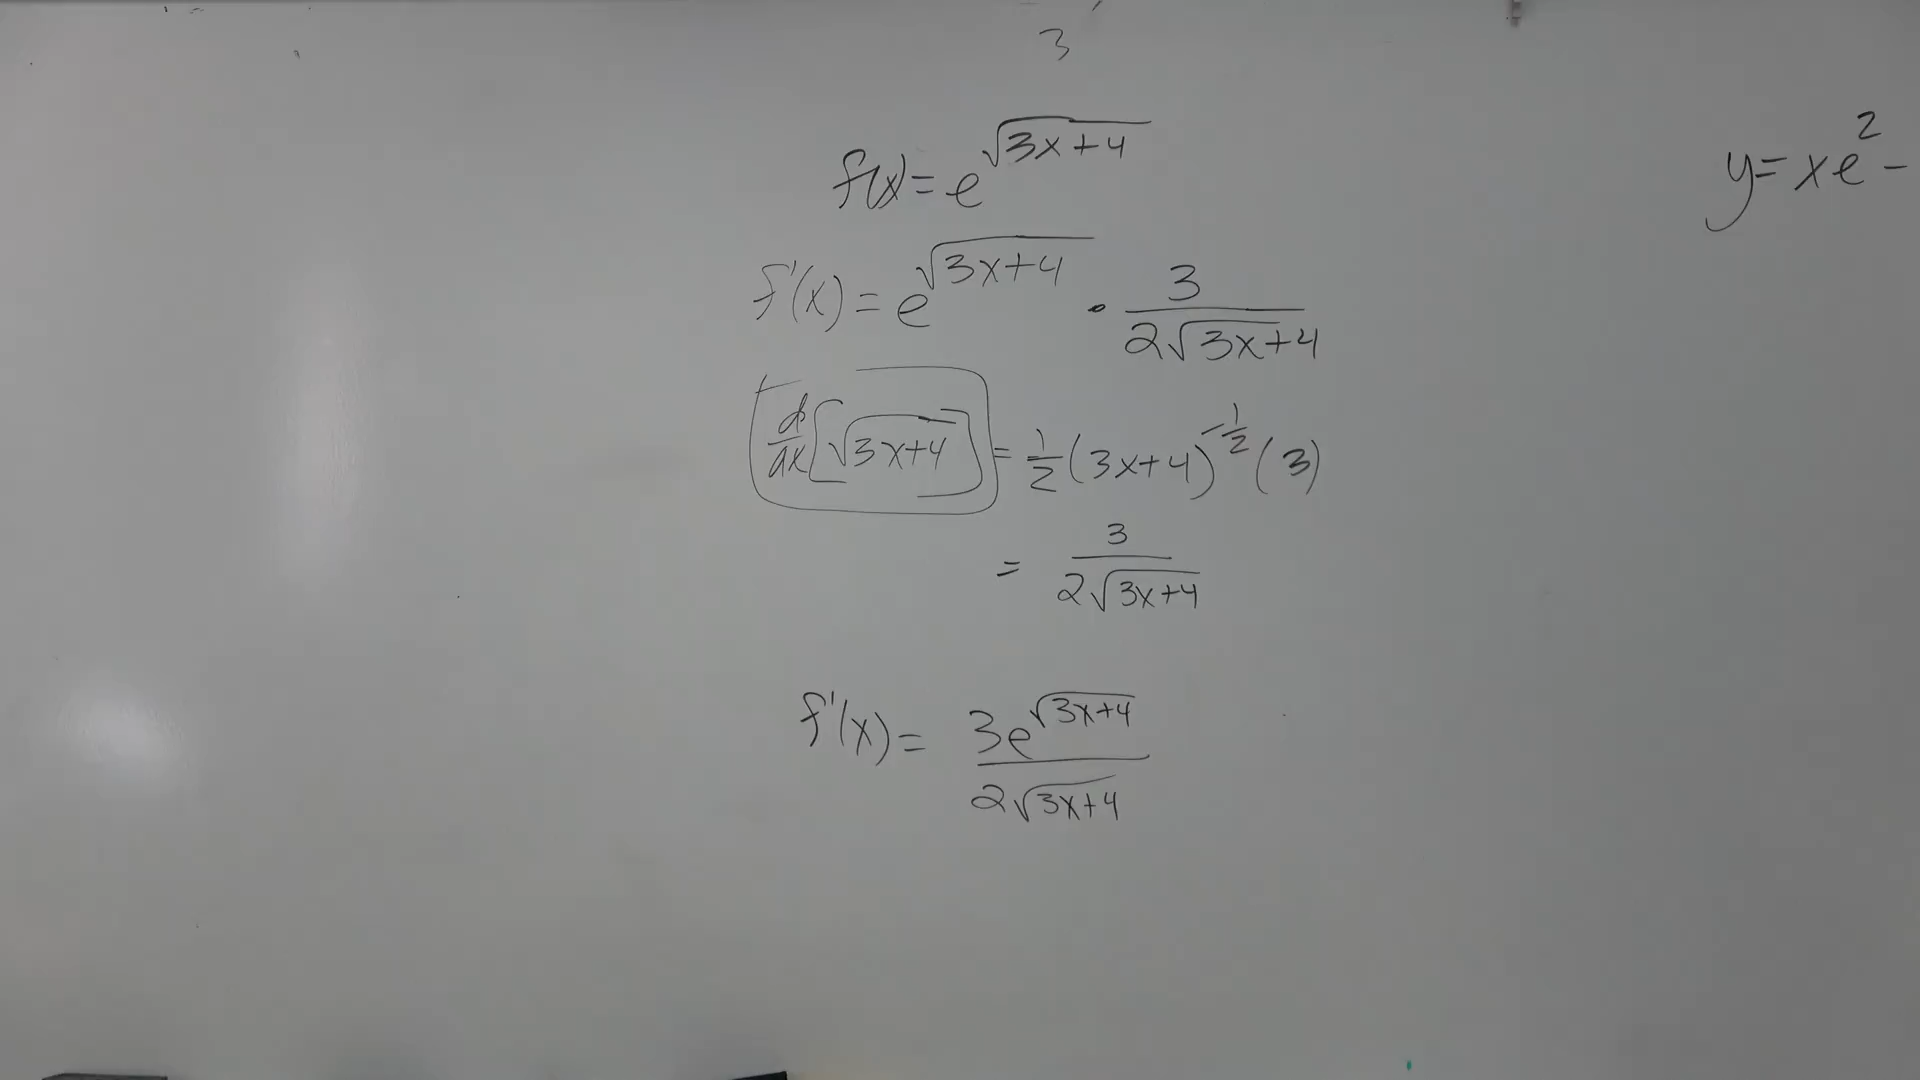 3
f(x) = e^√(3x+4)
f'(x) = e^√(3x+4) · 3/(2√(3x+4))
d/dx[√(3x+4)] = 1/2 (3x+4)^(-1/2) (3)
= 3/(2√(3x+4))
f'(x) = 3e^√(3x+4)/(2√(3x+4))
y = xe^2 -